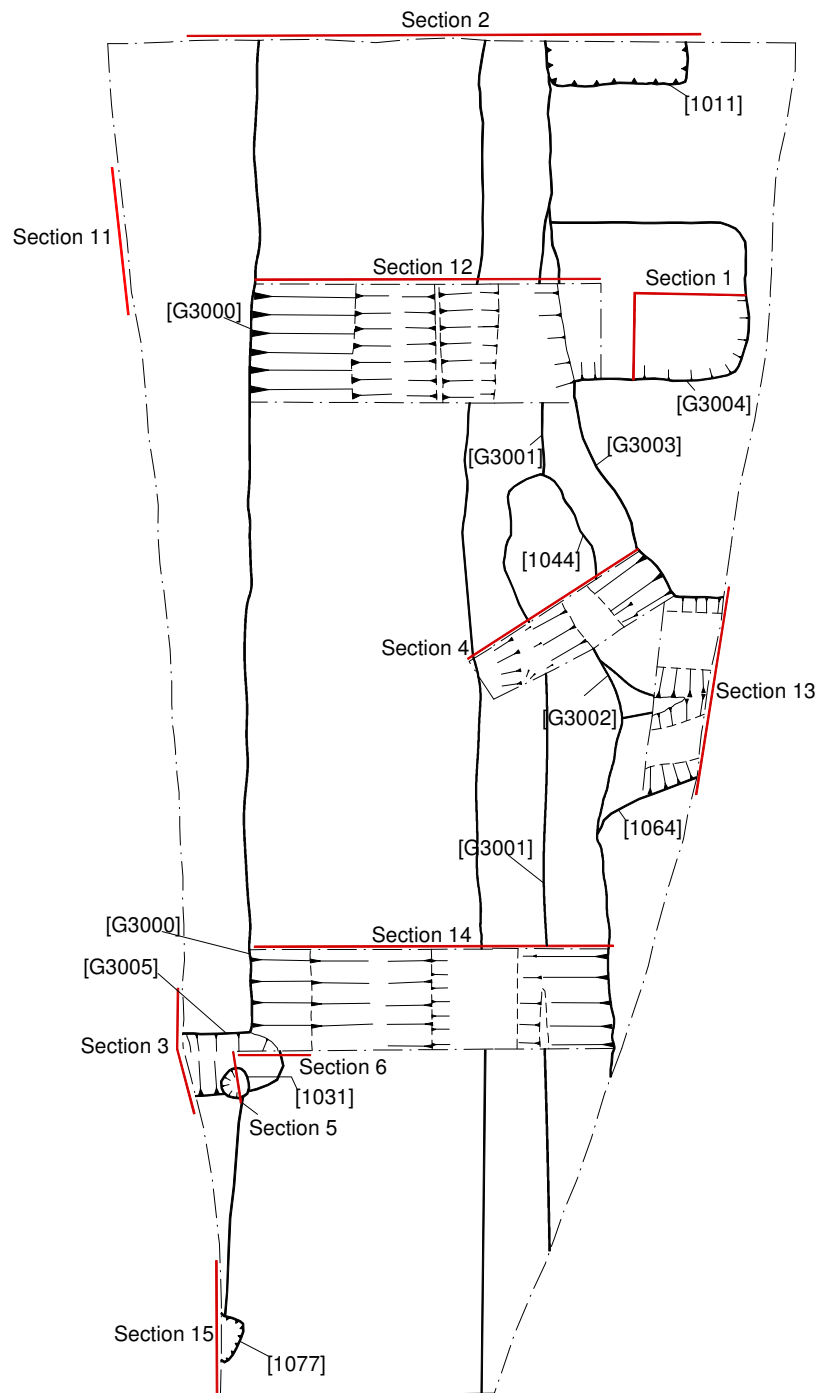 Section 2
[1011]
Section 11
Section 12
Section 1
[G3000]
[G3004]
[G3001]
[G3003]
[1044]
Section 4
Section 13
[G3002]
[1064]
[G3001]
[G3000]
Section 14
[G3005]
Section 3
Section 6
[1031]
Section 5
Section 15
[1077]